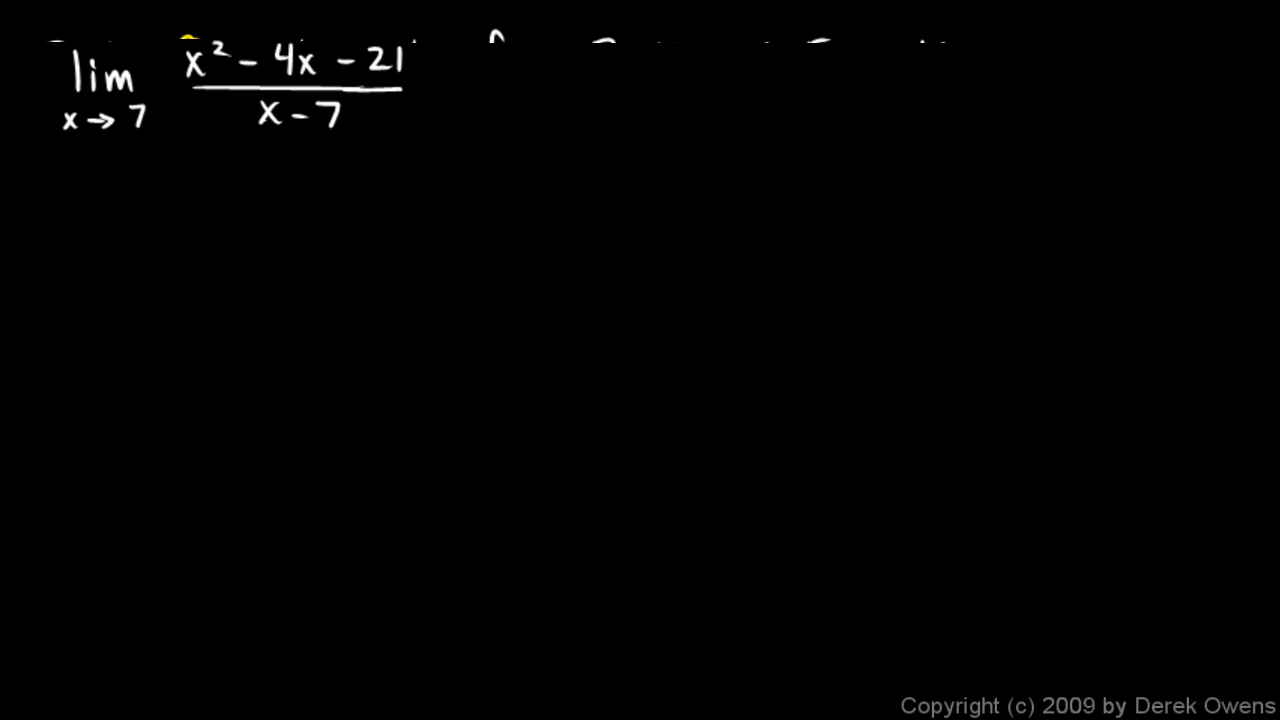 lim x→7 x² - 4x - 21 / x - 7
Copyright (c) 2009 by Derek Owens